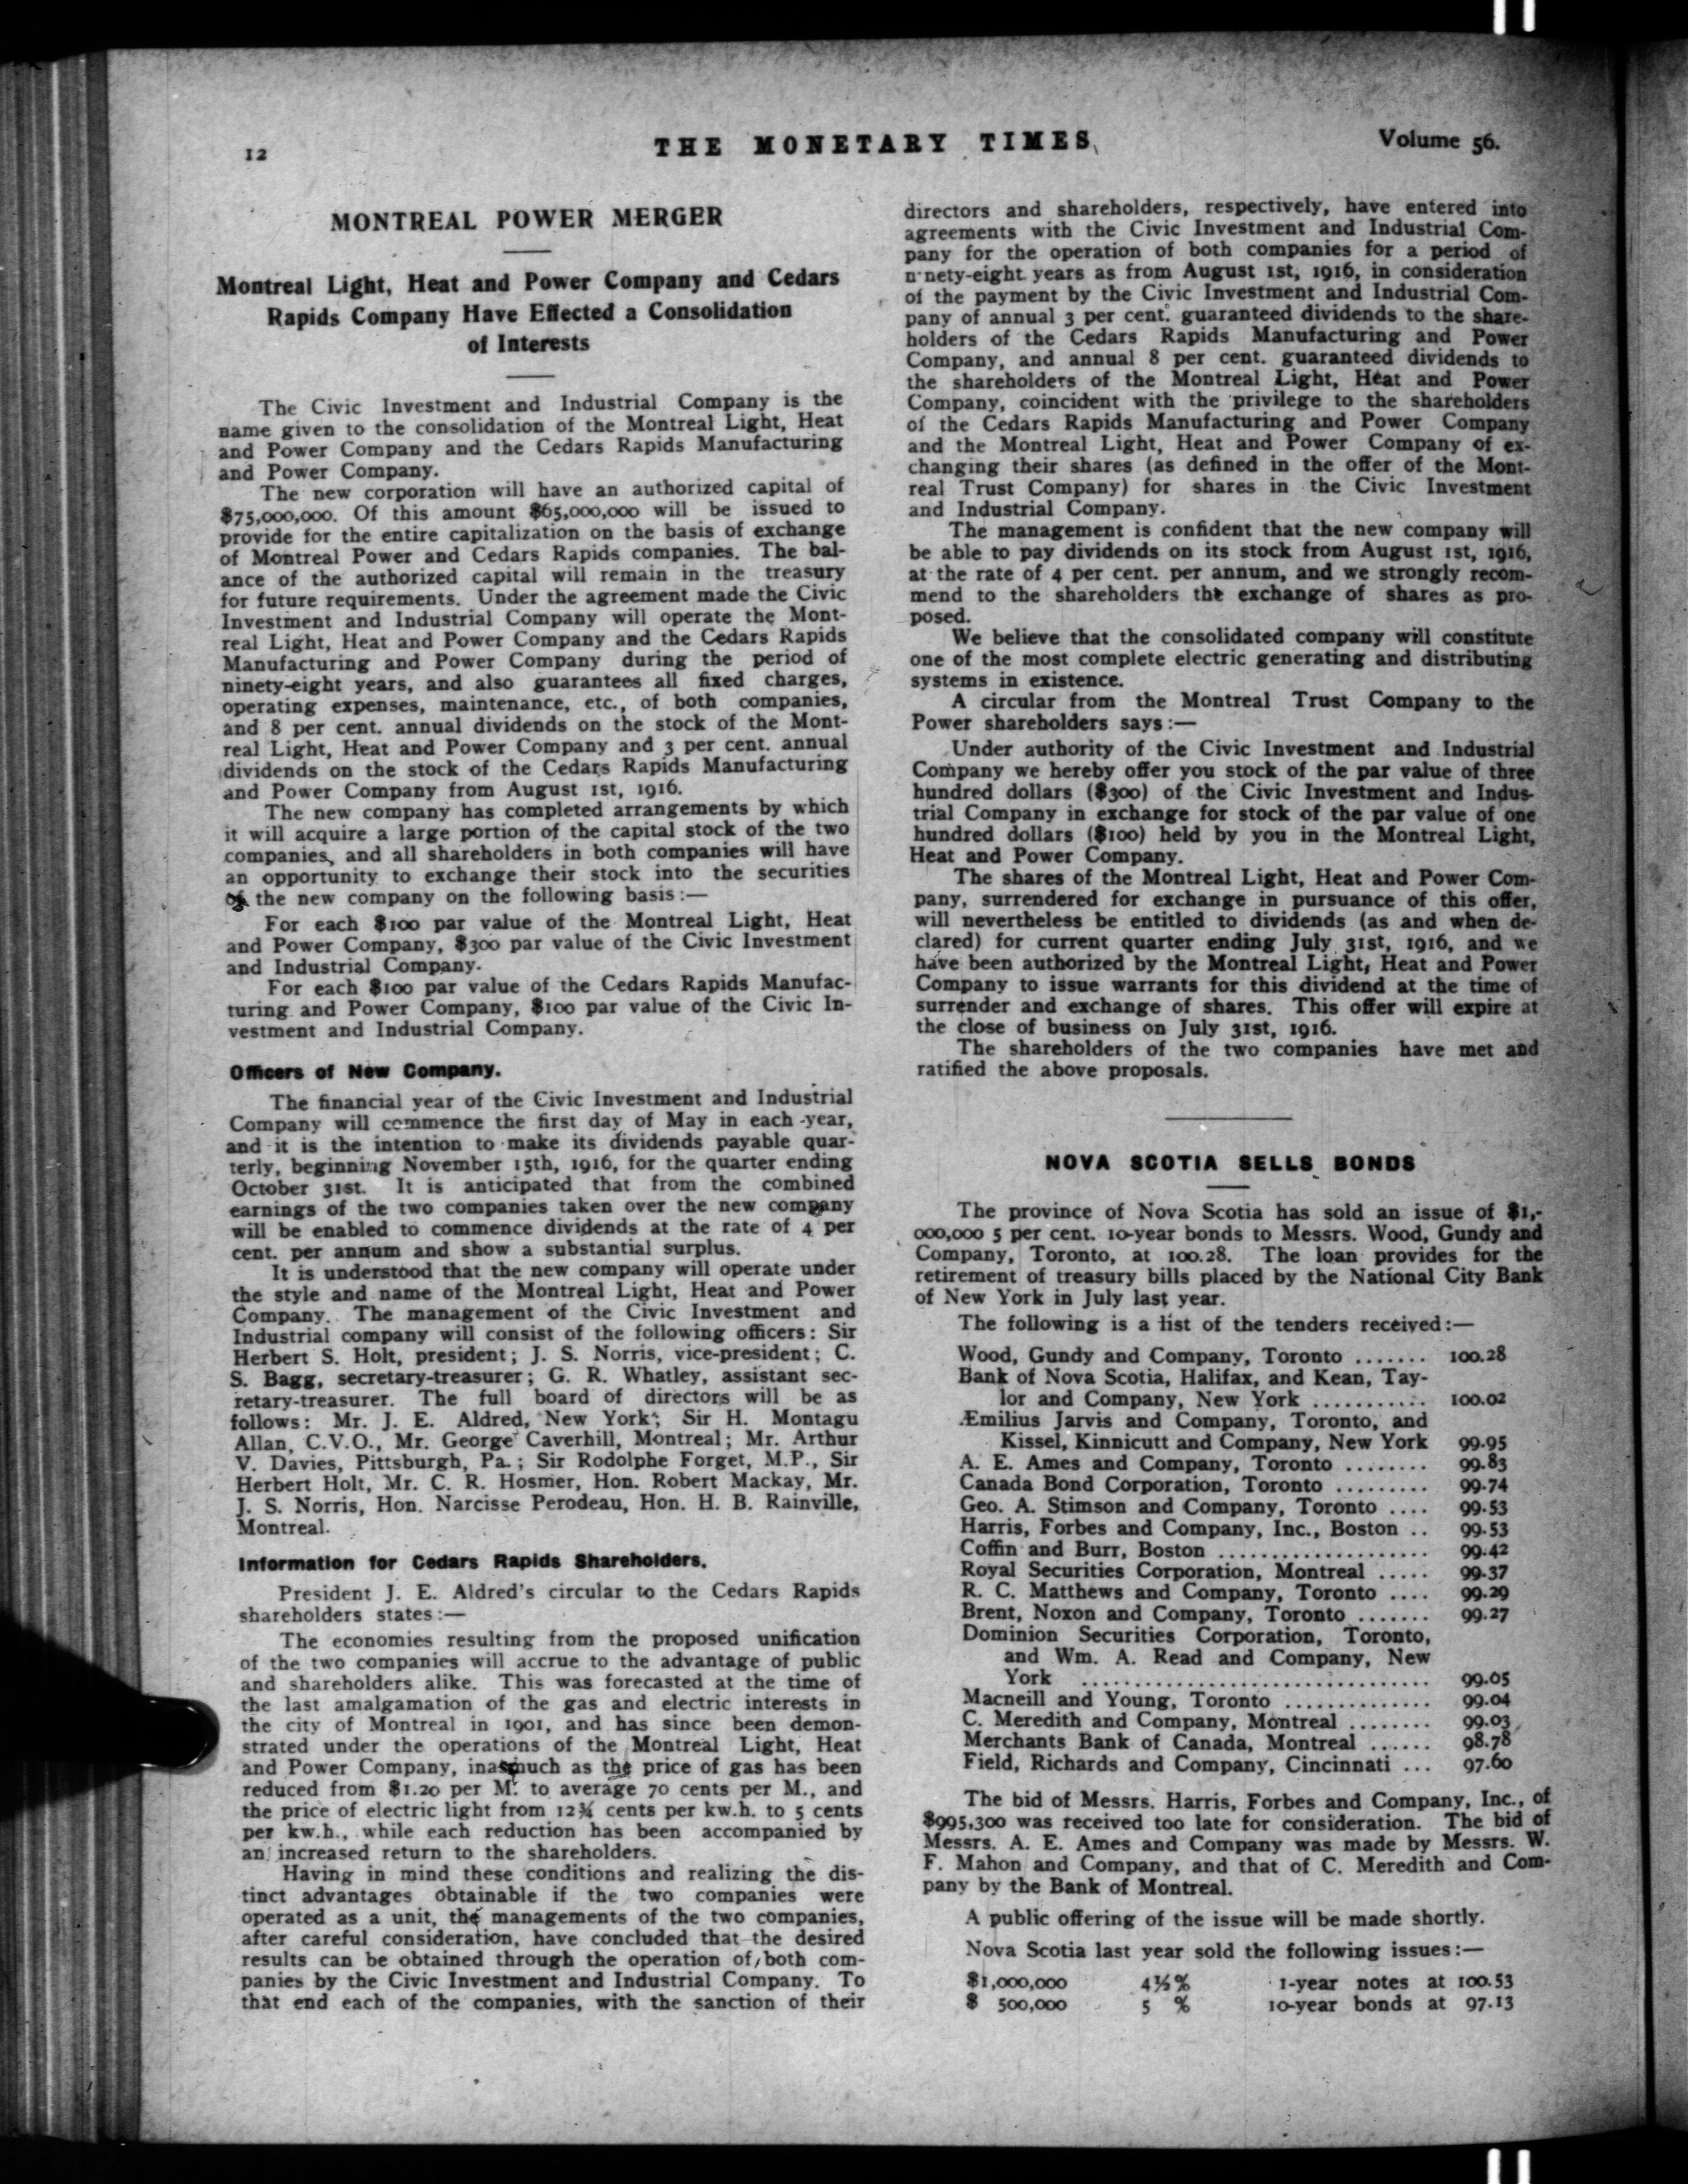 12
THE MONETARY TIMES
Volume 56.
MONTREAL POWER MERGER
Montreal Light, Heat and Power Company and Cedars
Rapids Company Have Effected a Consolidation
of Interests
The Civic Investment and Industrial Company is the
name given to the consolidation of the Montreal Light, Heat
and Power Company and the Cedars Rapids Manufacturing
and Power Company.
The new corporation will have an authorized capital of
$75,000,000. Of this amount $65,000,000 will be issued to
provide for the entire capitalization on the basis of exchange
of Montreal Power and Cedars Rapids companies. The bal-
ance of the authorized capital will remain in the treasury
for future requirements. Under the agreement made the Civic
Investment and Industrial Company will operate the Mont-
real Light, Heat and Power Company and the Cedars Rapids
Manufacturing and Power Company during the period of
ninety-eight years, and also guarantees all fixed charges,
operating expenses, maintenance, etc., of both companies,
and 8 per cent. annual dividends on the stock of the Mont-
real Light, Heat and Power Company and 3 per cent. annual
dividends on the stock of the Cedars Rapids Manufacturing
and Power Company from August 1st, 1916.
The new company has completed arrangements by which
it will acquire a large portion of the capital stock of the two
companies, and all shareholders in both companies will have
an opportunity to exchange their stock into the securities
of the new company on the following basis:—
For each $100 par value of the Montreal Light, Heat
and Power Company, $300 par value of the Civic Investment
and Industrial Company.
For each $100 par value of the Cedars Rapids Manufac-
turing and Power Company, $100 par value of the Civic In-
vestment and Industrial Company.
Officers of New Company.
The financial year of the Civic Investment and Industrial
Company will commence the first day of May in each year,
and it is the intention to make its dividends payable quar-
terly, beginning November 15th, 1916, for the quarter ending
October 31st. It is anticipated that from the combined
earnings of the two companies taken over the new company
will be enabled to commence dividends at the rate of 4 per
cent. per annum and show a substantial surplus.
It is understood that the new company will operate under
the style and name of the Montreal Light, Heat and Power
Company. The management of the Civic Investment and
Industrial company will consist of the following officers: Sir
Herbert S. Holt, president; J. S. Norris, vice-president; C.
S. Bagg, secretary-treasurer; G. R. Whatley, assistant sec-
retary-treasurer. The full board of directors will be as
follows: Mr. J. E. Aldred, New York; Sir H. Montagu
Allan, C.V.O., Mr. George Caverhill, Montreal; Mr. Arthur
V. Davies, Pittsburgh, Pa.; Sir Rodolphe Forget, M.P., Sir
Herbert Holt, Mr. C. R. Hosmer, Hon. Robert Mackay, Mr.
J. S. Norris, Hon. Narcisse Perodeau, Hon. H. B. Rainville,
Montreal.
Information for Cedars Rapids Shareholders.
President J. E. Aldred's circular to the Cedars Rapids
shareholders states:—
The economies resulting from the proposed unification
of the two companies will accrue to the advantage of public
and shareholders alike. This was forecasted at the time of
the last amalgamation of the gas and electric interests in
the city of Montreal in 1901, and has since been demon-
strated under the operations of the Montreal Light, Heat
and Power Company, inasmuch as the price of gas has been
reduced from $1.20 per M. to average 70 cents per M., and
the price of electric light from 12¾ cents per kw.h. to 5 cents
per kw.h., while each reduction has been accompanied by
an increased return to the shareholders.
Having in mind these conditions and realizing the dis-
tinct advantages obtainable if the two companies were
operated as a unit, the managements of the two companies,
after careful consideration, have concluded that the desired
results can be obtained through the operation of both com-
panies by the Civic Investment and Industrial Company. To
that end each of the companies, with the sanction of their
directors and shareholders, respectively, have entered into
agreements with the Civic Investment and Industrial Com-
pany for the operation of both companies for a period of
n nety-eight years as from August 1st, 1916, in consideration
of the payment by the Civic Investment and Industrial Com-
pany of annual 3 per cent. guaranteed dividends to the share-
holders of the Cedars Rapids Manufacturing and Power
Company, and annual 8 per cent. guaranteed dividends to
the shareholders of the Montreal Light, Heat and Power
Company, coincident with the privilege to the shareholders
of the Cedars Rapids Manufacturing and Power Company
and the Montreal Light, Heat and Power Company of ex-
changing their shares (as defined in the offer of the Mont-
real Trust Company) for shares in the Civic Investment
and Industrial Company.
The management is confident that the new company will
be able to pay dividends on its stock from August 1st, 1916,
at the rate of 4 per cent. per annum, and we strongly recom-
mend to the shareholders the exchange of shares as pro-
posed.
We believe that the consolidated company will constitute
one of the most complete electric generating and distributing
systems in existence.
A circular from the Montreal Trust Company to the
Power shareholders says:—
Under authority of the Civic Investment and Industrial
Company we hereby offer you stock of the par value of three
hundred dollars ($300) of the Civic Investment and Indus-
trial Company in exchange for stock of the par value of one
hundred dollars ($100) held by you in the Montreal Light,
Heat and Power Company.
The shares of the Montreal Light, Heat and Power Com-
pany, surrendered for exchange in pursuance of this offer,
will nevertheless be entitled to dividends (as and when de-
clared) for current quarter ending July 31st, 1916, and we
have been authorized by the Montreal Light, Heat and Power
Company to issue warrants for this dividend at the time of
surrender and exchange of shares. This offer will expire at
the close of business on July 31st, 1916.
The shareholders of the two companies have met and
ratified the above proposals.
NOVA SCOTIA SELLS BONDS
The province of Nova Scotia has sold an issue of $1,-
000,000 5 per cent. 10-year bonds to Messrs. Wood, Gundy and
Company, Toronto, at 100.28. The loan provides for the
retirement of treasury bills placed by the National City Bank
of New York in July last year.
The following is a list of the tenders received:—
Wood, Gundy and Company, Toronto ....... 100.28
Bank of Nova Scotia, Halifax, and Kean, Tay-
lor and Company, New York ........... 100.02
Æmilius Jarvis and Company, Toronto, and
Kissel, Kinnicutt and Company, New York 99.95
A. E. Ames and Company, Toronto ........ 99.83
Canada Bond Corporation, Toronto ......... 99.74
Geo. A. Stimson and Company, Toronto .... 99.53
Harris, Forbes and Company, Inc., Boston .. 99.53
Coffin and Burr, Boston .................... 99.42
Royal Securities Corporation, Montreal ..... 99.37
R. C. Matthews and Company, Toronto .... 99.29
Brent, Noxon and Company, Toronto ....... 99.27
Dominion Securities Corporation, Toronto,
and Wm. A. Read and Company, New
York ................................. 99.05
Macneill and Young, Toronto .............. 99.04
C. Meredith and Company, Montreal ........ 99.03
Merchants Bank of Canada, Montreal ...... 98.78
Field, Richards and Company, Cincinnati ... 97.60
The bid of Messrs. Harris, Forbes and Company, Inc., of
$995,300 was received too late for consideration. The bid of
Messrs. A. E. Ames and Company was made by Messrs. W.
F. Mahon and Company, and that of C. Meredith and Com-
pany by the Bank of Montreal.
A public offering of the issue will be made shortly.
Nova Scotia last year sold the following issues:—
$1,000,000 4½% 1-year notes at 100.53
$ 500,000 5 % 10-year bonds at 97.13